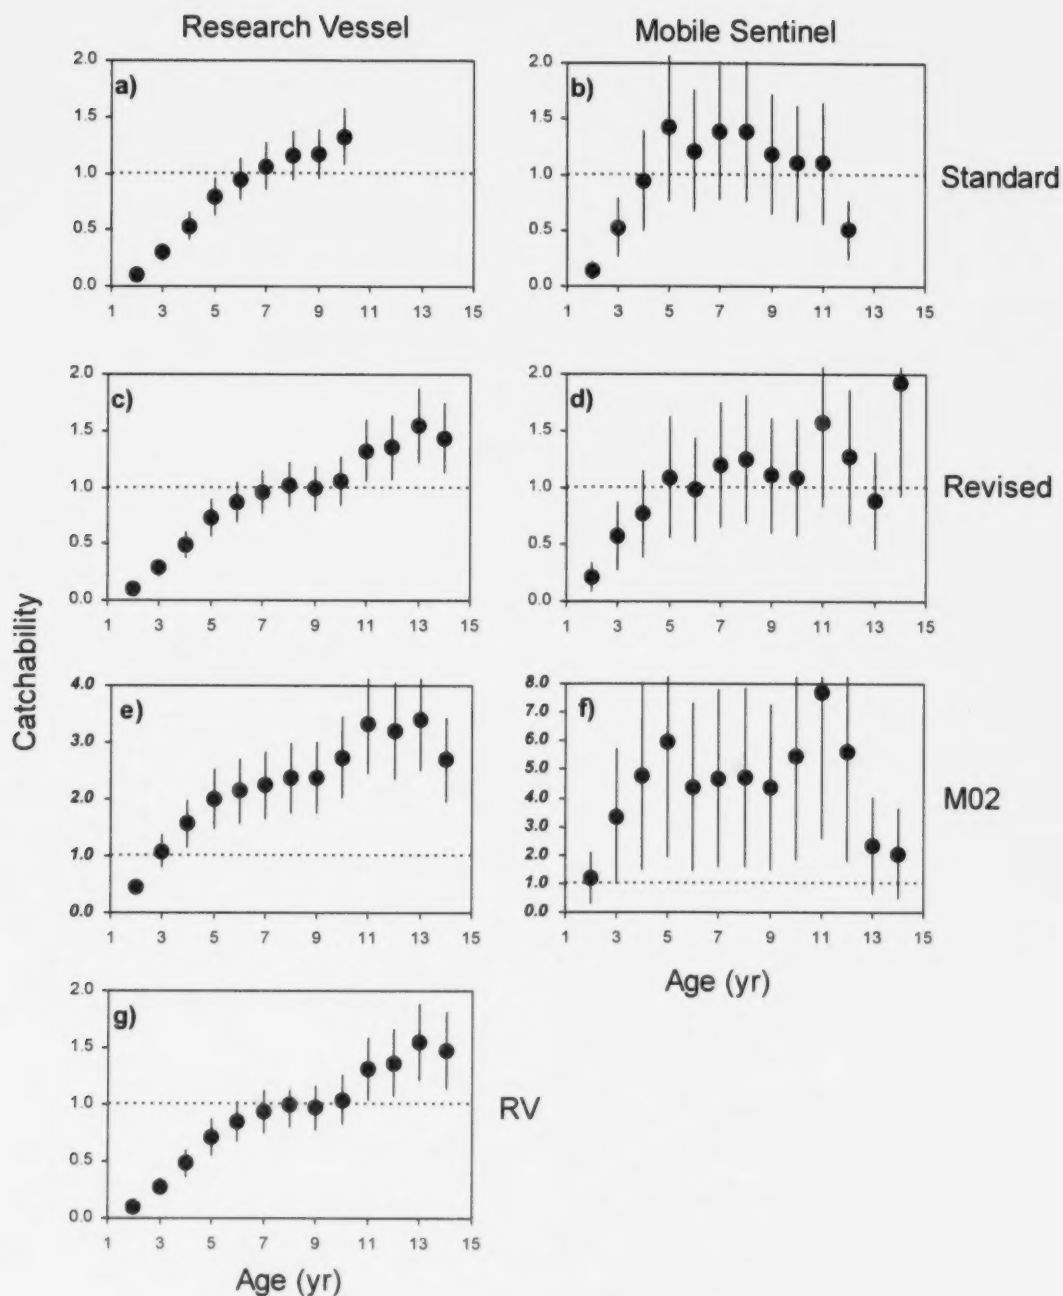 Research Vessel
Mobile Sentinel
a)
2.0
1.5
1.0
0.5
0.0
1 3 5 7 9 11 13 15
b)
2.0
1.5
1.0
0.5
0.0
1 3 5 7 9 11 13 15
Standard
c)
2.0
1.5
1.0
0.5
0.0
1 3 5 7 9 11 13 15
d)
2.0
1.5
1.0
0.5
0.0
1 3 5 7 9 11 13 15
Revised
Catchability
e)
4.0
3.0
2.0
1.0
0.0
1 3 5 7 9 11 13 15
f)
8.0
7.0
6.0
5.0
4.0
3.0
2.0
1.0
0.0
1 3 5 7 9 11 13 15
M02
Age (yr)
g)
2.0
1.5
1.0
0.5
0.0
1 3 5 7 9 11 13 15
RV
Age (yr)